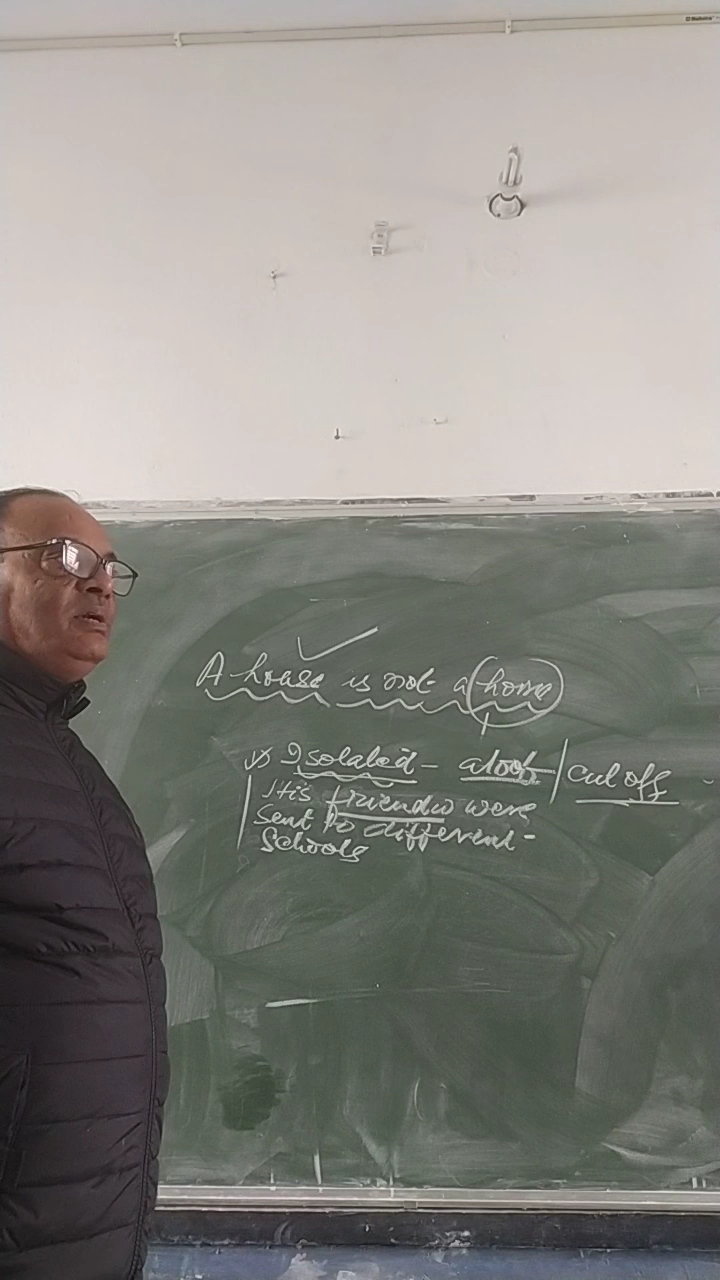 A house is not a home
Isolated - aloof / cut off
His friends were
sent to different -
Schools